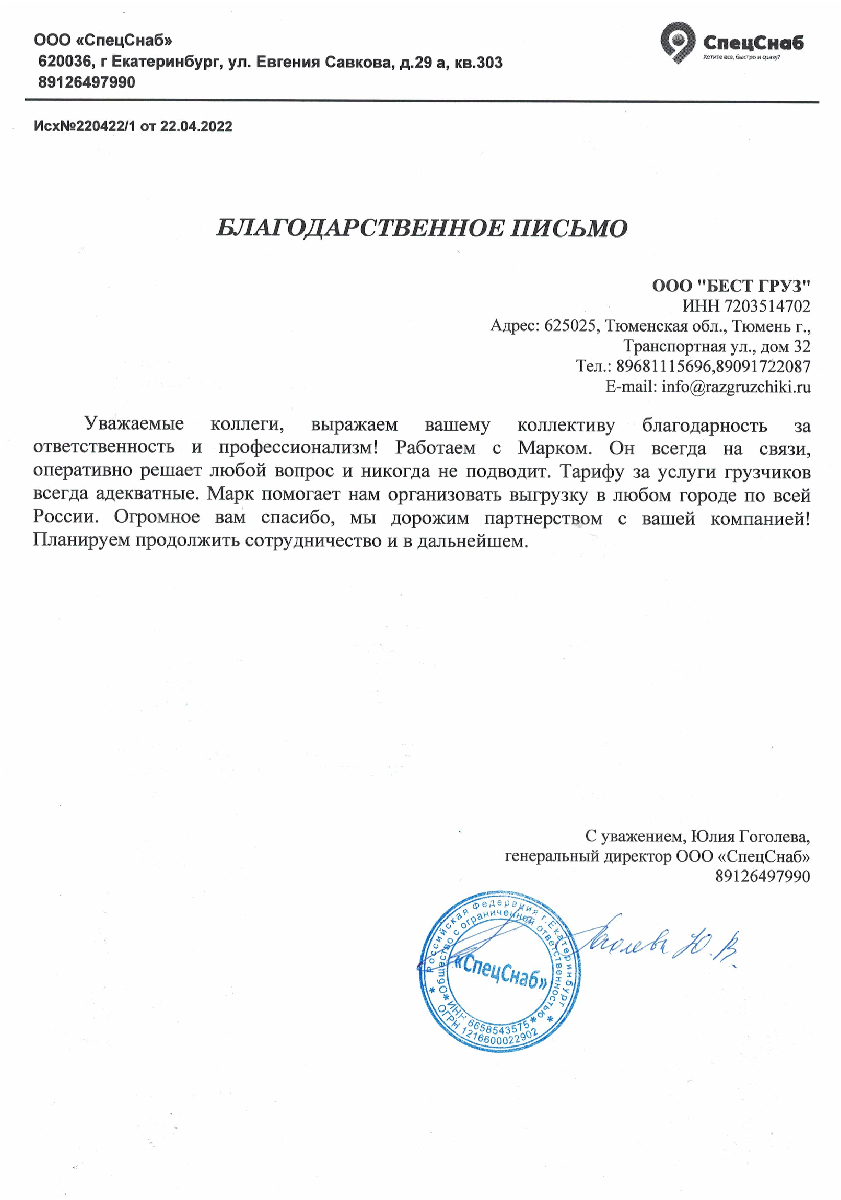 ООО «СпецСнаб»
620036, г Екатеринбург, ул. Евгения Савкова, д.29 а, кв.303
89126497990
СпецСнаб
Хотите все, быстро и сразу?
Исх№220422/1 от 22.04.2022
БЛАГОДАРСТВЕННОЕ ПИСЬМО
ООО "БЕСТ ГРУЗ"
ИНН 7203514702
Адрес: 625025, Тюменская обл., Тюмень г.,
Транспортная ул., дом 32
Тел.: 89681115696,89091722087
E-mail: info@razgruzchiki.ru
Уважаемые коллеги, выражаем вашему коллективу благодарность за
ответственность и профессионализм! Работаем с Марком. Он всегда на связи,
оперативно решает любой вопрос и никогда не подводит. Тарифу за услуги грузчиков
всегда адекватные. Марк помогает нам организовать выгрузку в любом городе по всей
России. Огромное вам спасибо, мы дорожим партнерством с вашей компанией!
Планируем продолжить сотрудничество и в дальнейшем.
С уважением, Юлия Гоголева,
генеральный директор ООО «СпецСнаб»
89126497990
Российская Федерация г.Екатеринбург
Общество с ограниченной ответственностью
«СпецСнаб»
ИНН 6658543575
ОГРН 1216600022902
Гоголева Ю.В.